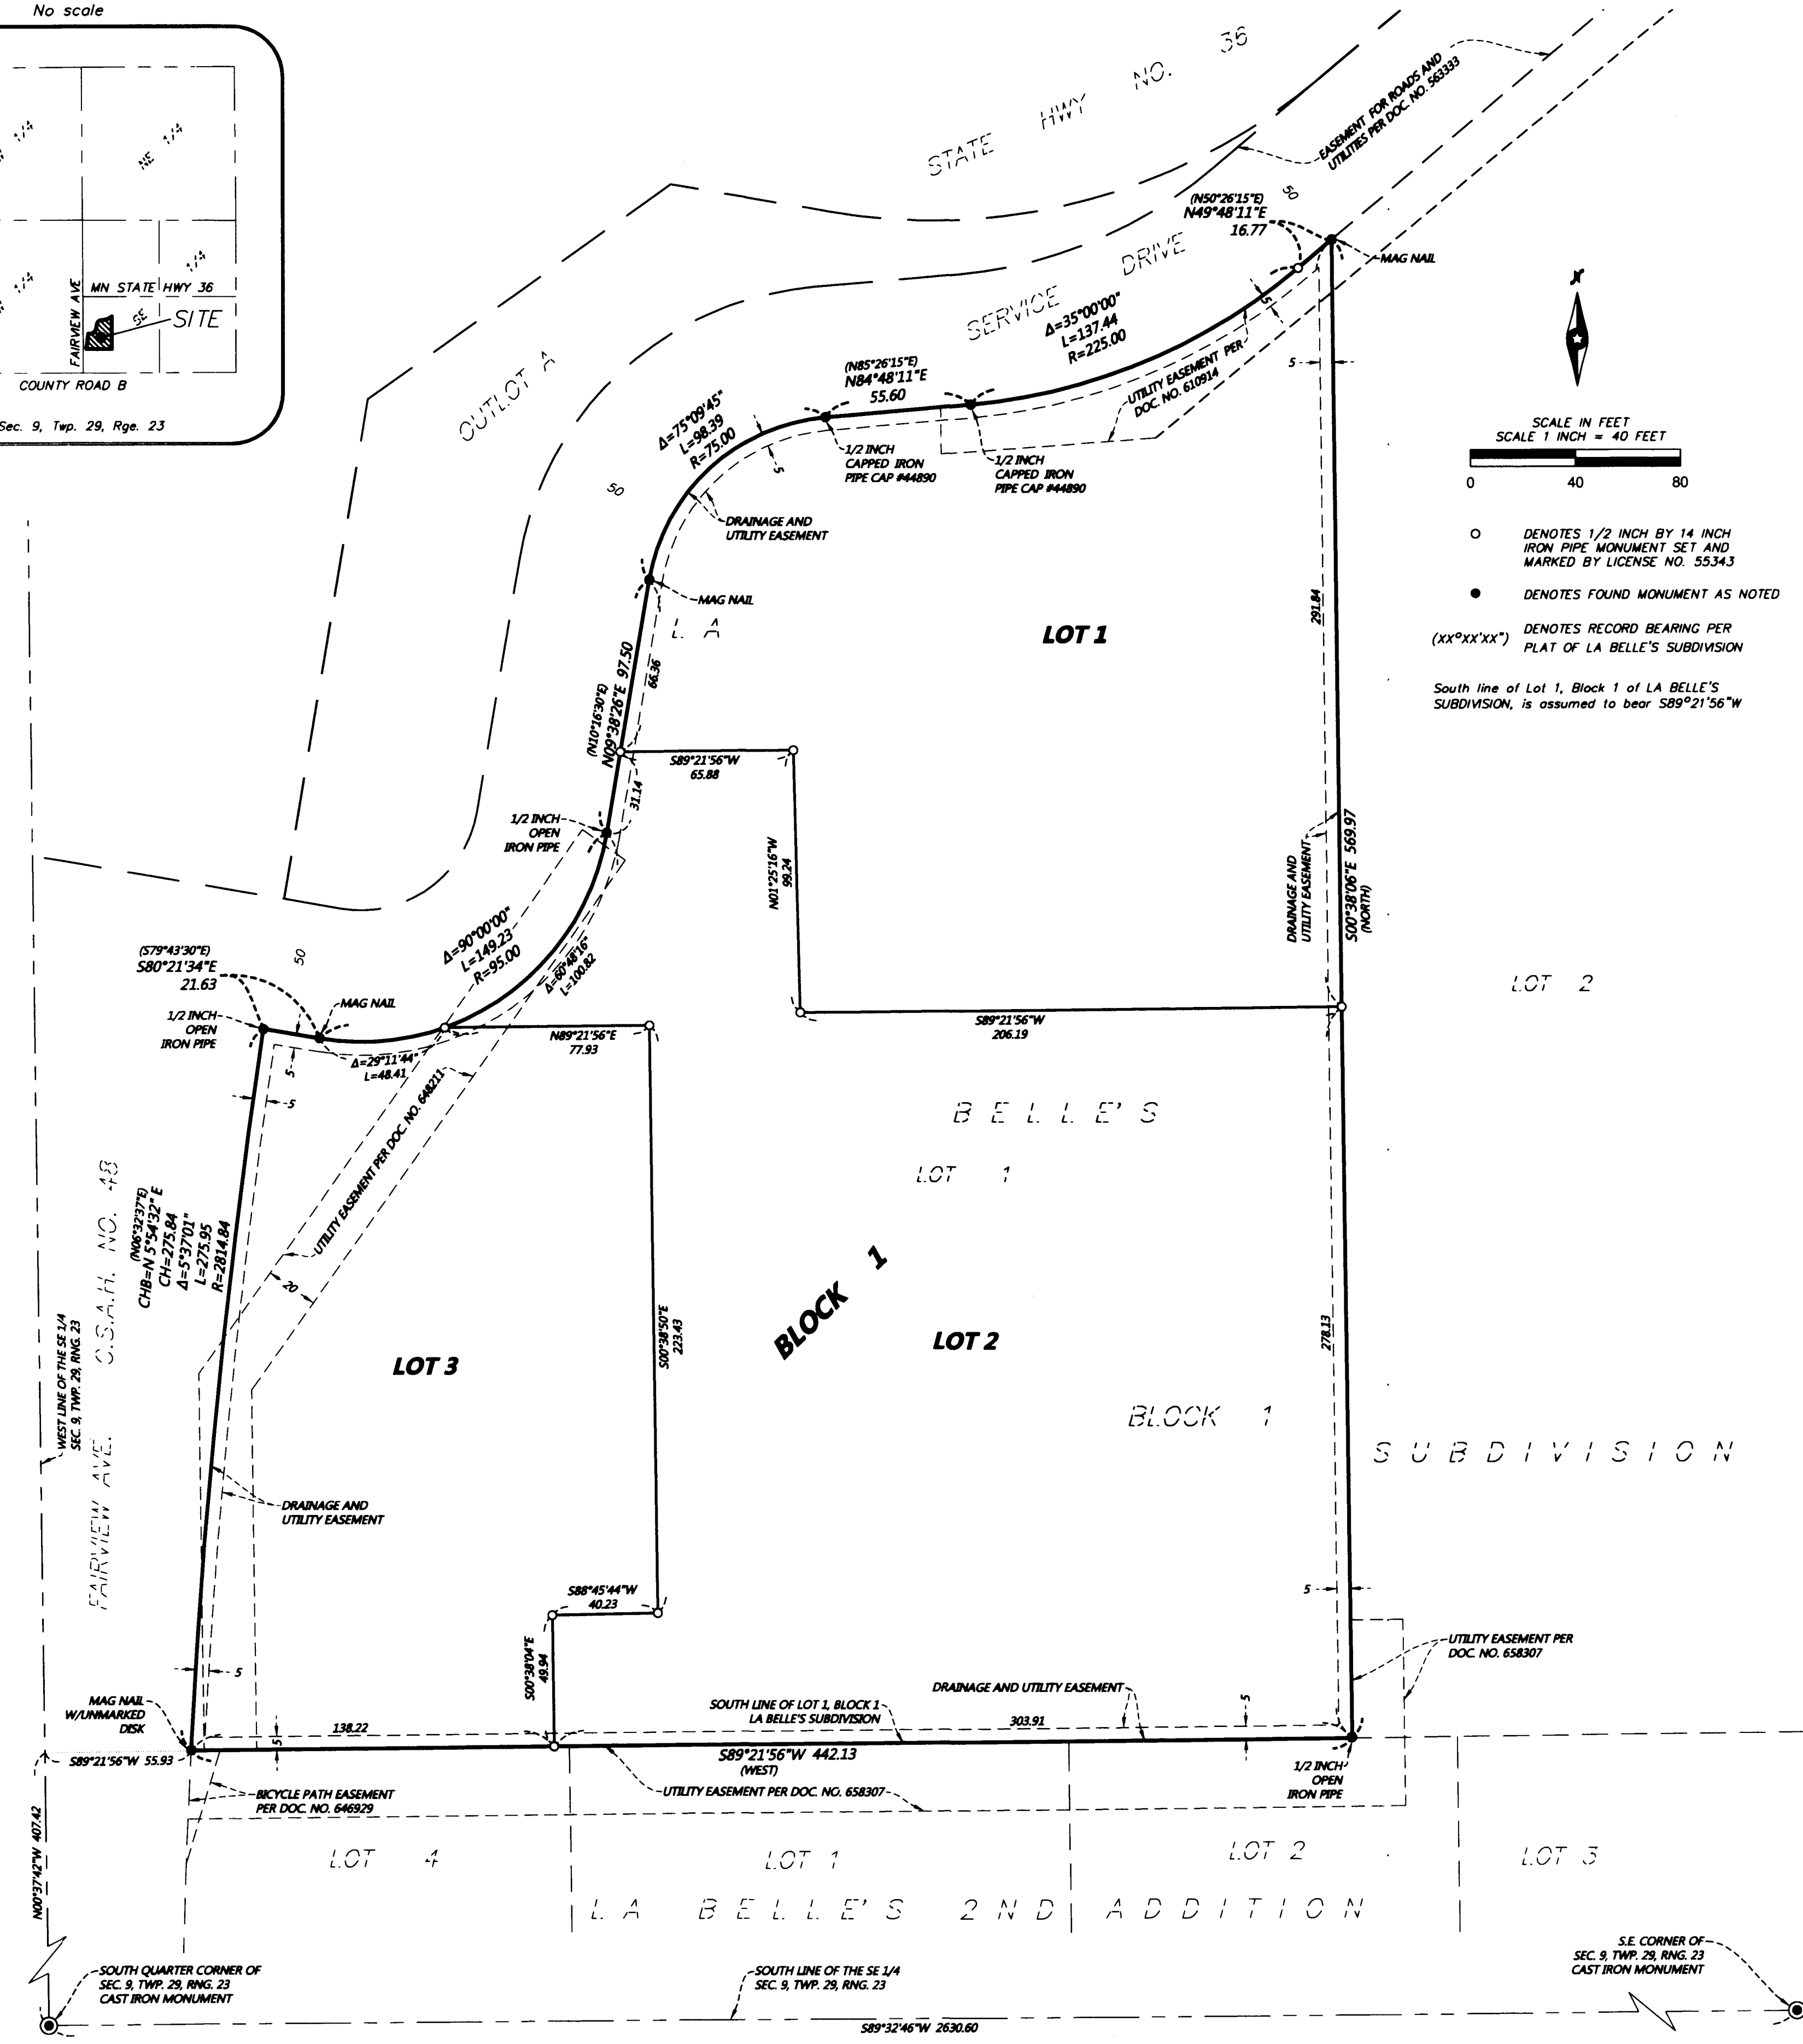 No scale
1/4
NE 1/4
1/4
1/4
FAIRVIEW AVE
MN STATE HWY 36
SE
SITE
COUNTY ROAD B
Sec. 9, Twp. 29, Rge. 23
STATE HWY NO. 36
EASEMENT FOR ROADS AND
UTILITIES PER DOC. NO. 563333
50
(N50°26'15"E)
N49°48'11"E
16.77
MAG NAIL
SERVICE DRIVE
Δ=35°00'00"
L=137.44
R=225.00
5
5
UTILITY EASEMENT PER
DOC. NO. 610914
(N85°26'15"E)
N84°48'11"E
55.60
OUTLOT A
Δ=75°09'45"
L=98.39
R=75.00
5
1/2 INCH
CAPPED IRON
PIPE CAP #44890
1/2 INCH
CAPPED IRON
PIPE CAP #44890
50
DRAINAGE AND
UTILITY EASEMENT
MAG NAIL
N
SCALE IN FEET
SCALE 1 INCH = 40 FEET
0 40 80
DENOTES 1/2 INCH BY 14 INCH
IRON PIPE MONUMENT SET AND
MARKED BY LICENSE NO. 55343
DENOTES FOUND MONUMENT AS NOTED
(XX°XX'XX") DENOTES RECORD BEARING PER
PLAT OF LA BELLE'S SUBDIVISION
South line of Lot 1, Block 1 of LA BELLE'S
SUBDIVISION, is assumed to bear S89°21'56"W
LA
LOT 1
291.84
(N10°16'30"E)
N09°38'26"E 97.50
66.36
S89°21'56"W
65.88
31.14
1/2 INCH
OPEN
IRON PIPE
N01°25'16"W
99.24
DRAINAGE AND
UTILITY EASEMENT
S00°38'06"E 569.97
(NORTH)
Δ=90°00'00"
L=149.23
R=95.00
Δ=60°48'16"
L=100.82
50
(S79°43'30"E)
S80°21'34"E
21.63
MAG NAIL
1/2 INCH
OPEN
IRON PIPE
LOT 2
S89°21'56"W
206.19
N89°21'56"E
77.93
Δ=29°11'44"
L=48.41
5
5
BELLE'S
LOT 1
UTILITY EASEMENT PER DOC. NO. 648211
FAIRVIEW AVE. C.S.A.H. NO. 48
(N06°32'37"E)
CHB=N 5°54'32" E
CH=275.84
Δ=5°37'01"
L=275.95
R=2814.84
20
WEST LINE OF THE SE 1/4
SEC. 9, TWP. 29, RNG. 23
BLOCK 1
LOT 3
S00°38'50"E
223.43
LOT 2
278.13
BLOCK 1
SUBDIVISION
DRAINAGE AND
UTILITY EASEMENT
S88°45'44"W
40.23
S00°38'04"E
49.94
5
5
UTILITY EASEMENT PER
DOC. NO. 658307
MAG NAIL
W/UNMARKED
DISK
138.22
5
SOUTH LINE OF LOT 1, BLOCK 1
LA BELLE'S SUBDIVISION
DRAINAGE AND UTILITY EASEMENT
303.91
5
S89°21'56"W 55.93
S89°21'56"W 442.13
(WEST)
1/2 INCH
OPEN
IRON PIPE
BICYCLE PATH EASEMENT
PER DOC. NO. 646929
UTILITY EASEMENT PER DOC. NO. 658307
N00°37'42"W 407.42
LOT 4
LOT 1
LOT 2
LOT 3
LA BELLE'S 2ND ADDITION
SOUTH QUARTER CORNER OF
SEC. 9, TWP. 29, RNG. 23
CAST IRON MONUMENT
SOUTH LINE OF THE SE 1/4
SEC. 9, TWP. 29, RNG. 23
S.E. CORNER OF
SEC. 9, TWP. 29, RNG. 23
CAST IRON MONUMENT
S89°32'46"W 2630.60